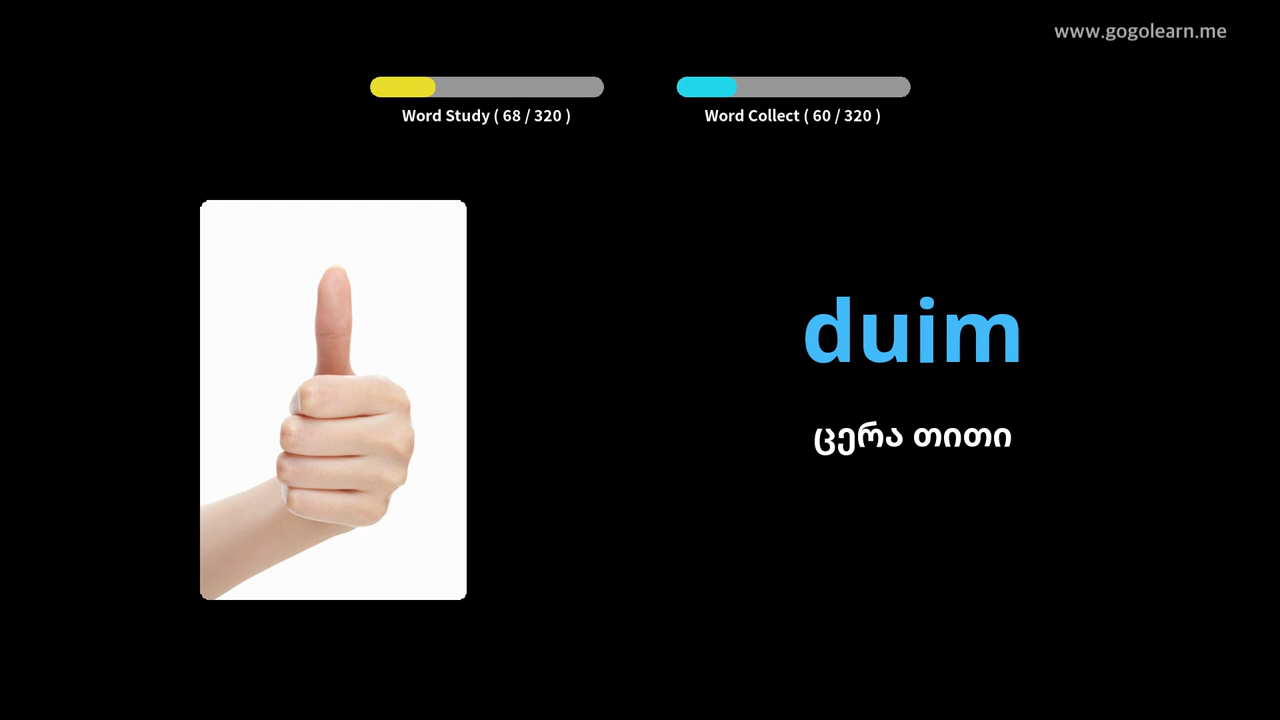 www.gogolearn.me
Word Study ( 68 / 320 )
Word Collect ( 60 / 320 )
duim
ცერა თითი